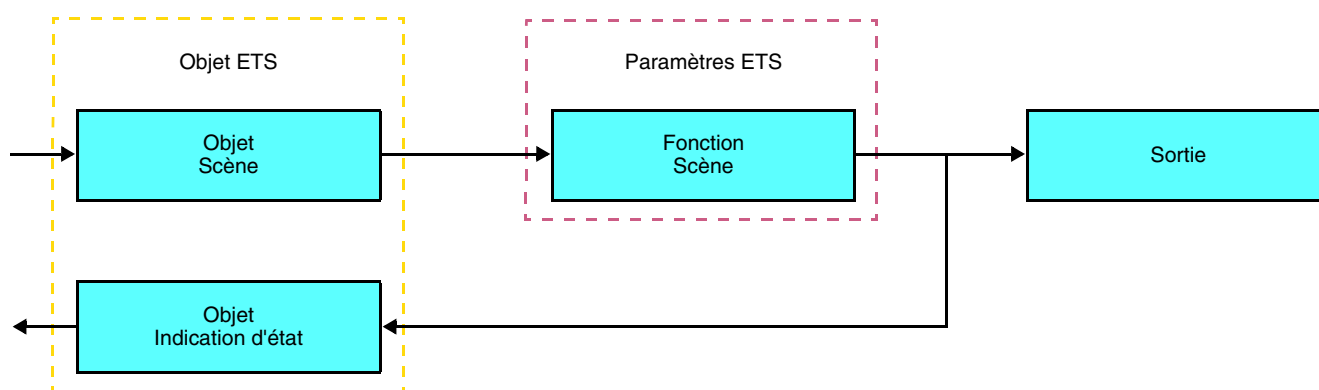 Objet ETS
Paramètres ETS
Objet
Scène
Fonction
Scène
Sortie
Objet
Indication d'état